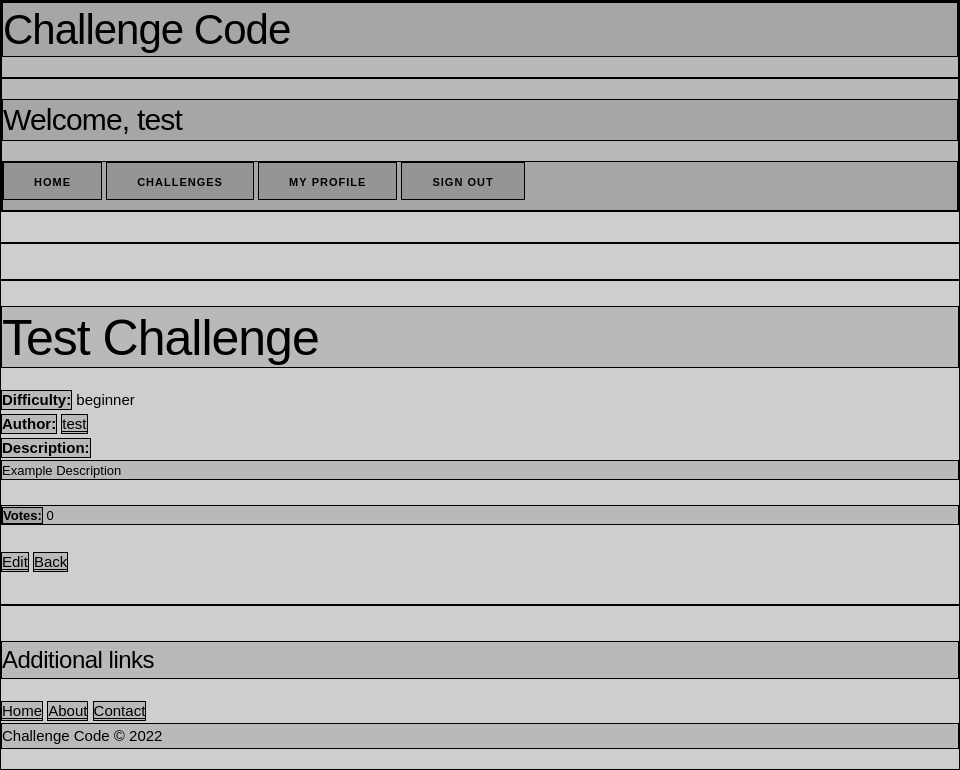 Challenge Code
Welcome, test
HOME CHALLENGES MY PROFILE SIGN OUT
Test Challenge
Difficulty: beginner
Author: test
Description:
Example Description
Votes: 0
Edit Back
Additional links
Home About Contact
Challenge Code © 2022